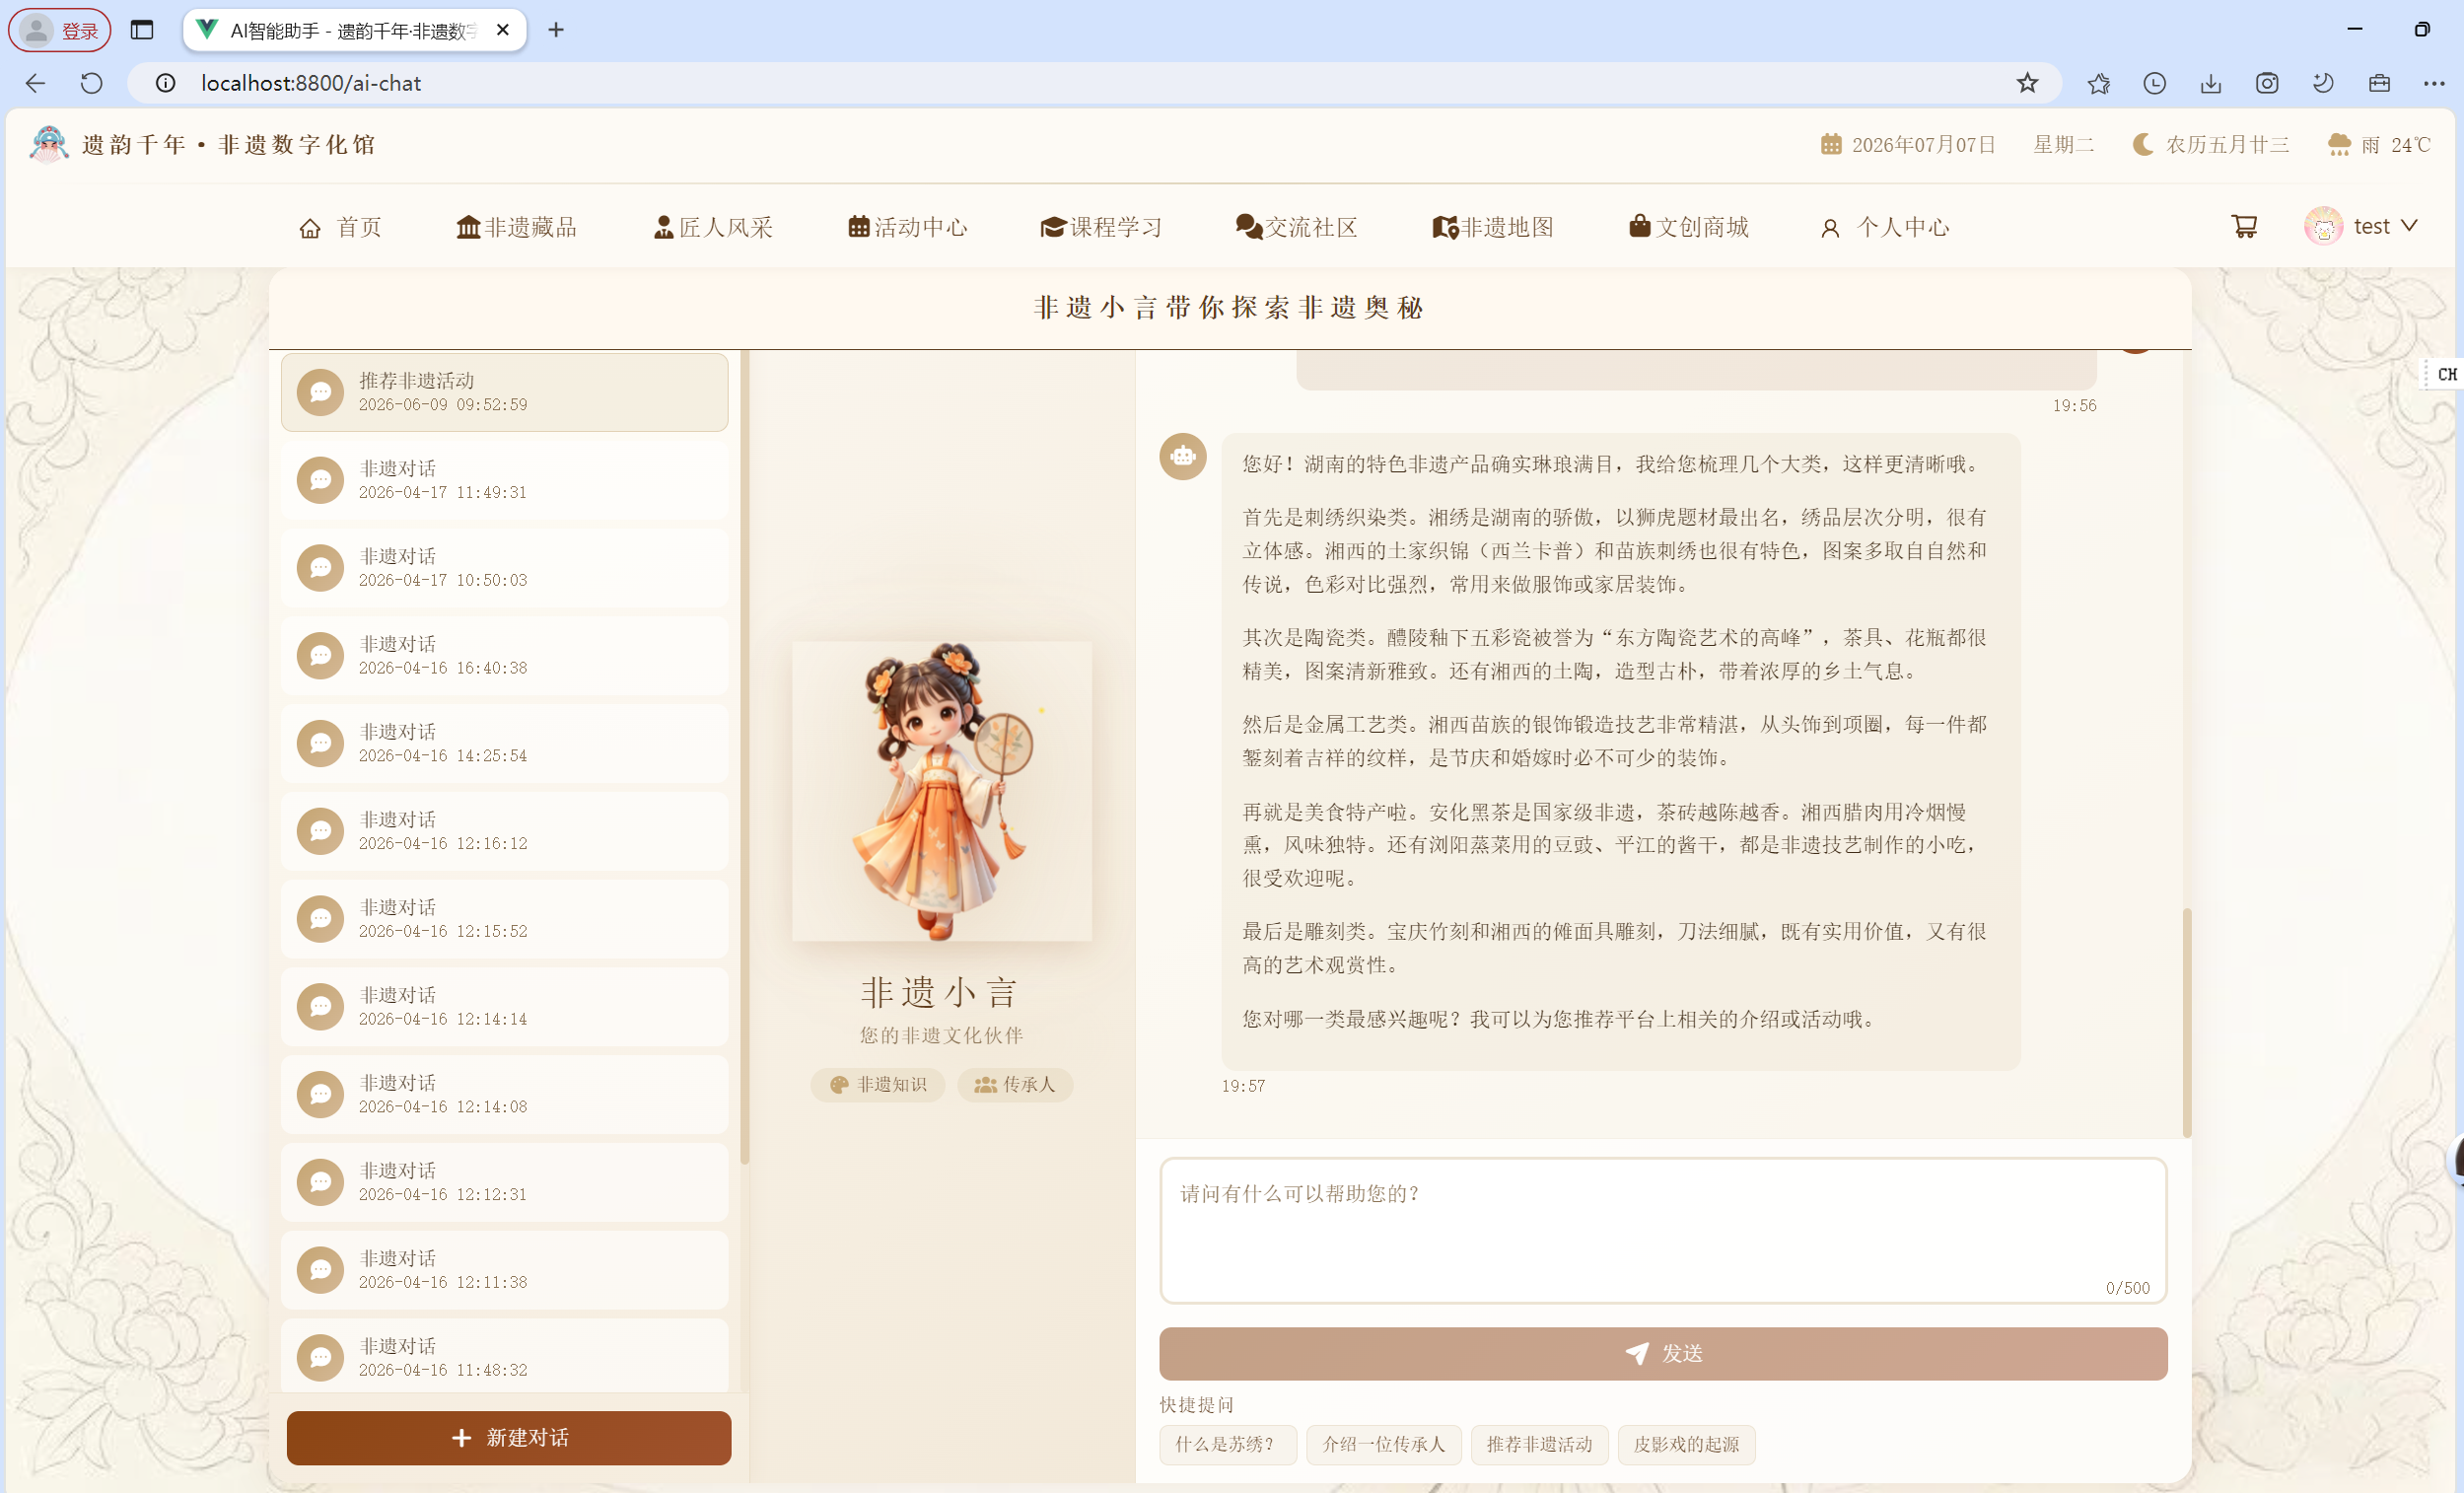 登录
AI智能助手 - 遗韵千年·非遗数字
localhost:8800/ai-chat
遗韵千年·非遗数字化馆
2026年07月07日 星期二 农历五月廿三 雨 24℃
首页 非遗藏品 匠人风采 活动中心 课程学习 交流社区 非遗地图 文创商城 个人中心 test
非遗小言带你探索非遗奥秘
CH
推荐非遗活动
2026-06-09 09:52:59
非遗对话
2026-04-17 11:49:31
非遗对话
2026-04-17 10:50:03
非遗对话
2026-04-16 16:40:38
非遗对话
2026-04-16 14:25:54
非遗对话
2026-04-16 12:16:12
非遗对话
2026-04-16 12:15:52
非遗对话
2026-04-16 12:14:14
非遗对话
2026-04-16 12:14:08
非遗对话
2026-04-16 12:12:31
非遗对话
2026-04-16 12:11:38
非遗对话
2026-04-16 11:48:32
新建对话
非遗小言
您的非遗文化伙伴
非遗知识 传承人
19:56
您好！湖南的特色非遗产品确实琳琅满目，我给您梳理几个大类，这样更清晰哦。
首先是刺绣织染类。湘绣是湖南的骄傲，以狮虎题材最出名，绣品层次分明，很有
立体感。湘西的土家织锦（西兰卡普）和苗族刺绣也很有特色，图案多取自自然和
传说，色彩对比强烈，常用来做服饰或家居装饰。
其次是陶瓷类。醴陵釉下五彩瓷被誉为“东方陶瓷艺术的高峰”，茶具、花瓶都很
精美，图案清新雅致。还有湘西的土陶，造型古朴，带着浓厚的乡土气息。
然后是金属工艺类。湘西苗族的银饰锻造技艺非常精湛，从头饰到项圈，每一件都
錾刻着吉祥的纹样，是节庆和婚嫁时必不可少的装饰。
再就是美食特产啦。安化黑茶是国家级非遗，茶砖越陈越香。湘西腊肉用冷烟慢
熏，风味独特。还有浏阳蒸菜用的豆豉、平江的酱干，都是非遗技艺制作的小吃，
很受欢迎呢。
最后是雕刻类。宝庆竹刻和湘西的傩面具雕刻，刀法细腻，既有实用价值，又有很
高的艺术观赏性。
您对哪一类最感兴趣呢？我可以为您推荐平台上相关的介绍或活动哦。
19:57
请问有什么可以帮助您的？
0/500
发送
快捷提问
什么是苏绣？ 介绍一位传承人 推荐非遗活动 皮影戏的起源